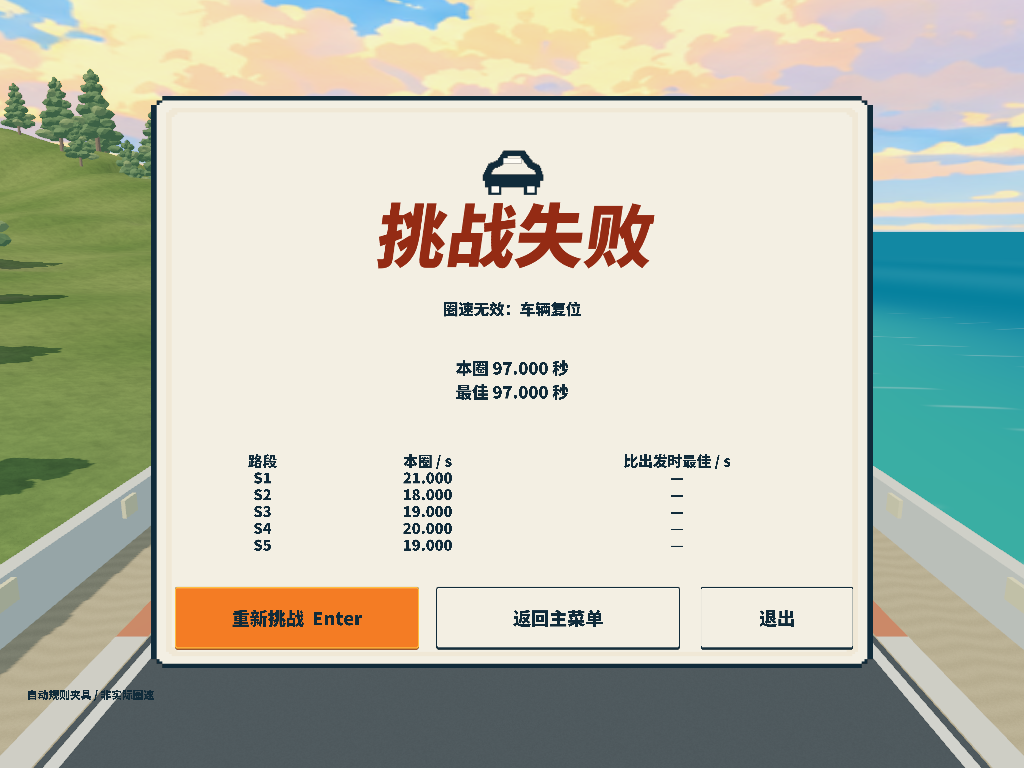 挑战失败
圈速无效：车辆复位
本圈 97.000 秒
最佳 97.000 秒
路段 本圈 / s 比出发时最佳 / s
S1 21.000 —
S2 18.000 —
S3 19.000 —
S4 20.000 —
S5 19.000 —
重新挑战 Enter 返回主菜单 退出
自动规则夹具 / 非实际圈速